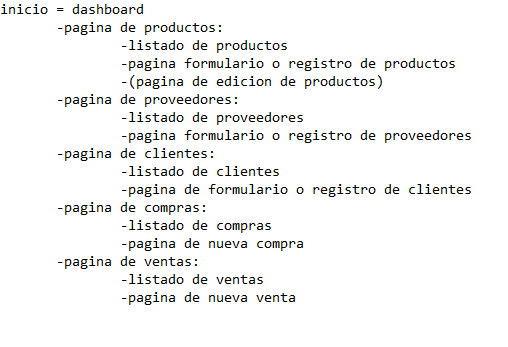 inicio = dashboard
-pagina de productos:
-listado de productos
-pagina formulario o registro de productos
-(pagina de edicion de productos)
-pagina de proveedores:
-listado de proveedores
-pagina formulario o registro de proveedores
-pagina de clientes:
-listado de clientes
-pagina de formulario o registro de clientes
-pagina de compras:
-listado de compras
-pagina de nueva compra
-pagina de ventas:
-listado de ventas
-pagina de nueva venta